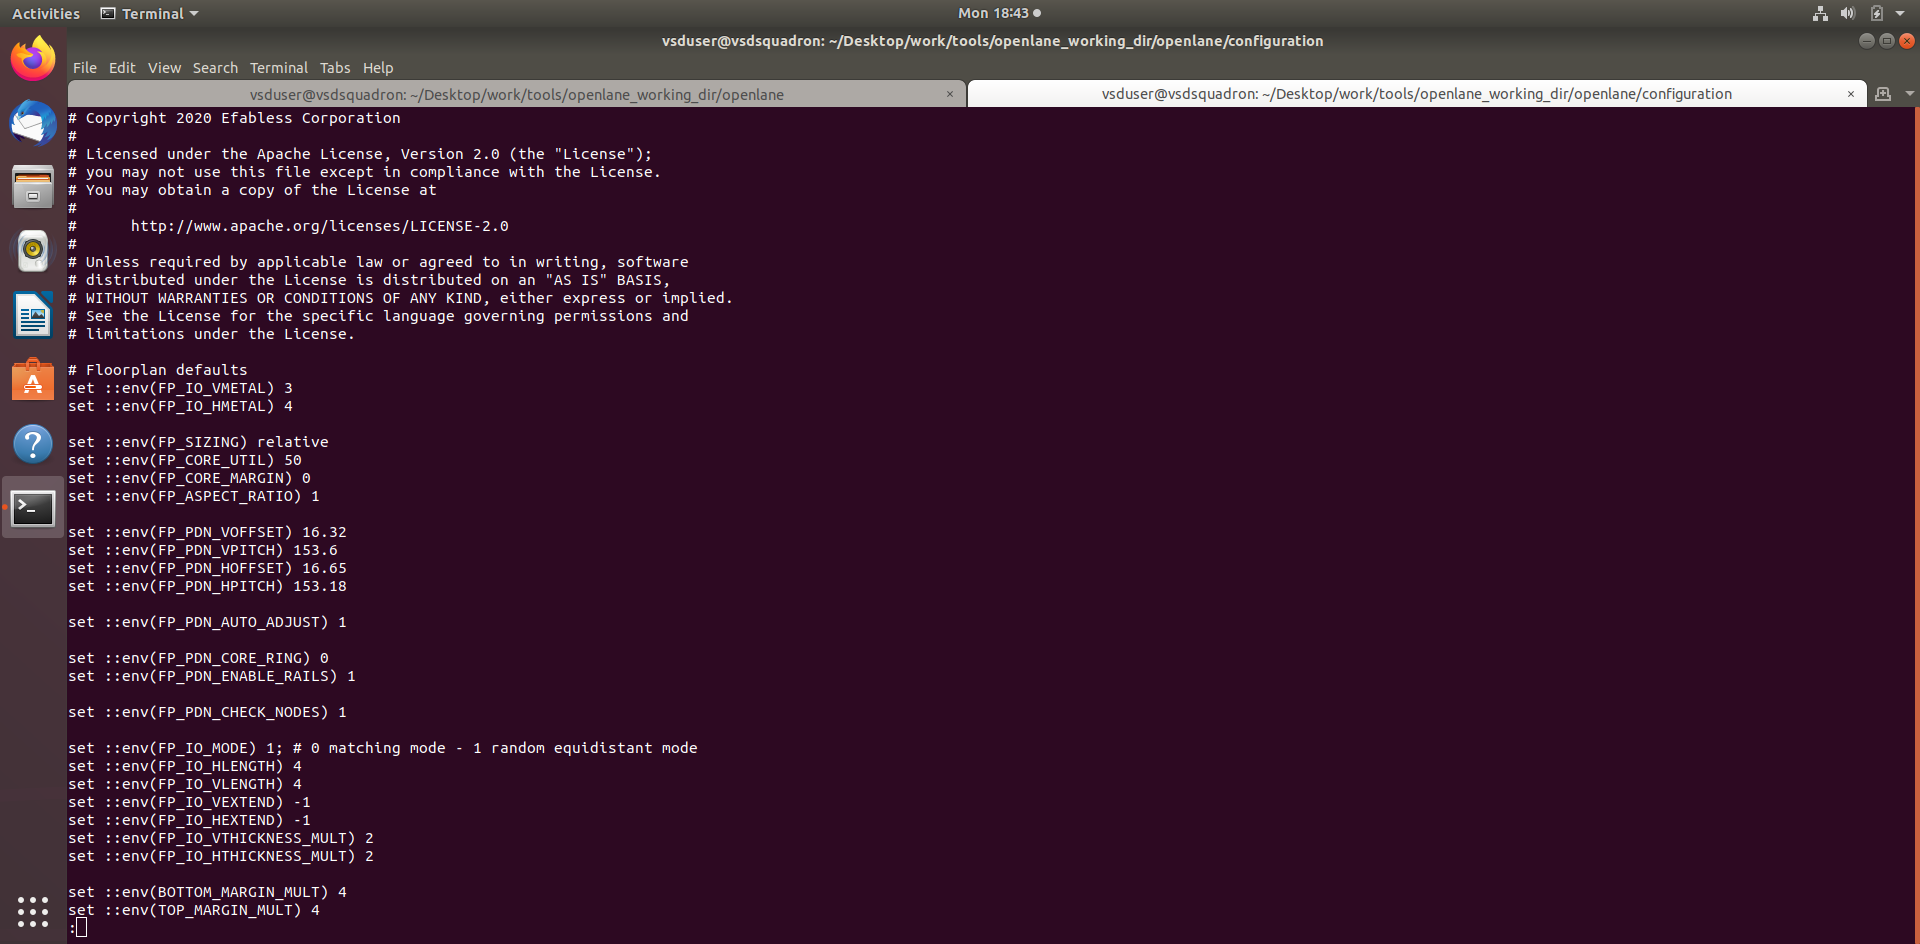 Activities Terminal Mon 18:43
vsduser@vsdsquadron: ~/Desktop/work/tools/openlane_working_dir/openlane/configuration
File Edit View Search Terminal Tabs Help
vsduser@vsdsquadron: ~/Desktop/work/tools/openlane_working_dir/openlane × vsduser@vsdsquadron: ~/Desktop/work/tools/openlane_working_dir/openlane/configuration ×
# Copyright 2020 Efabless Corporation
#
# Licensed under the Apache License, Version 2.0 (the "License");
# you may not use this file except in compliance with the License.
# You may obtain a copy of the License at
#
#      http://www.apache.org/licenses/LICENSE-2.0
#
# Unless required by applicable law or agreed to in writing, software
# distributed under the License is distributed on an "AS IS" BASIS,
# WITHOUT WARRANTIES OR CONDITIONS OF ANY KIND, either express or implied.
# See the License for the specific language governing permissions and
# limitations under the License.
# Floorplan defaults
set ::env(FP_IO_VMETAL) 3
set ::env(FP_IO_HMETAL) 4
set ::env(FP_SIZING) relative
set ::env(FP_CORE_UTIL) 50
set ::env(FP_CORE_MARGIN) 0
set ::env(FP_ASPECT_RATIO) 1
set ::env(FP_PDN_VOFFSET) 16.32
set ::env(FP_PDN_VPITCH) 153.6
set ::env(FP_PDN_HOFFSET) 16.65
set ::env(FP_PDN_HPITCH) 153.18
set ::env(FP_PDN_AUTO_ADJUST) 1
set ::env(FP_PDN_CORE_RING) 0
set ::env(FP_PDN_ENABLE_RAILS) 1
set ::env(FP_PDN_CHECK_NODES) 1
set ::env(FP_IO_MODE) 1; # 0 matching mode - 1 random equidistant mode
set ::env(FP_IO_HLENGTH) 4
set ::env(FP_IO_VLENGTH) 4
set ::env(FP_IO_VEXTEND) -1
set ::env(FP_IO_HEXTEND) -1
set ::env(FP_IO_VTHICKNESS_MULT) 2
set ::env(FP_IO_HTHICKNESS_MULT) 2
set ::env(BOTTOM_MARGIN_MULT) 4
set ::env(TOP_MARGIN_MULT) 4
: